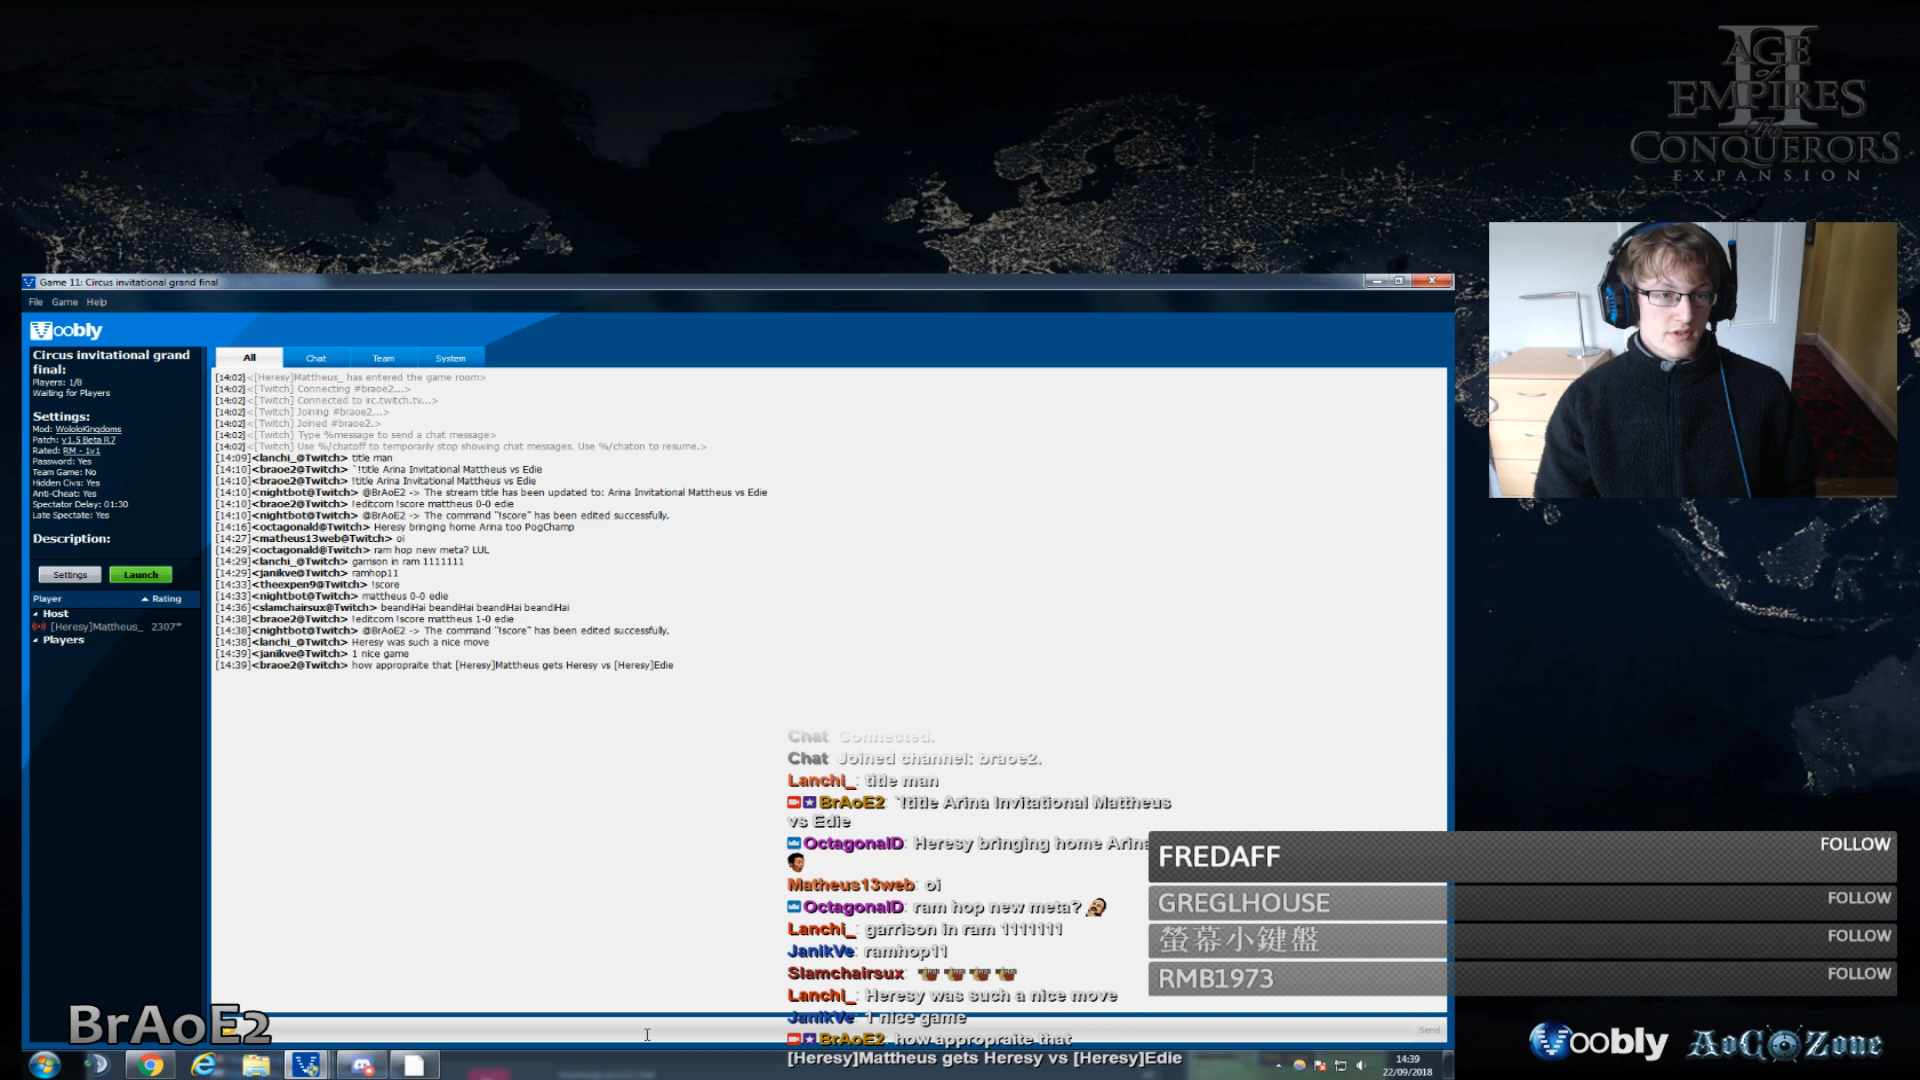 AGE
of
EMPIRES
II
The
CONQUERORS
EXPANSION
Game 11: Circus invitational grand final
File Game Help
Voobly
Circus invitational grand
final:
Players: 1/8
Waiting for Players
Settings:
Mod: WololoKingdoms
Patch: v1.5 Beta R7
Rated: RM - 1v1
Password: Yes
Team Game: No
Hidden Civs: Yes
Anti-Cheat: Yes
Spectator Delay: 01:30
Late Spectate: Yes
Description:
Settings Launch
Player Rating
Host
[Heresy]Mattheus_ 2307*
Players
All Chat Team System
[14:02]<[Heresy]Mattheus_ has entered the game room>
[14:02]<[Twitch] Connecting #braoe2...>
[14:02]<[Twitch] Connected to irc.twitch.tv...>
[14:02]<[Twitch] Joining #braoe2...>
[14:02]<[Twitch] Joined #braoe2.>
[14:02]<[Twitch] Type %message to send a chat message>
[14:02]<[Twitch] Use %/chatoff to temporarily stop showing chat messages. Use %/chaton to resume.>
[14:09]<lanchi_@Twitch> title man
[14:10]<braoe2@Twitch> `!title Arina Invitational Mattheus vs Edie
[14:10]<braoe2@Twitch> !title Arina Invitational Mattheus vs Edie
[14:10]<nightbot@Twitch> @BrAoE2 -> The stream title has been updated to: Arina Invitational Mattheus vs Edie
[14:10]<braoe2@Twitch> !editcom !score mattheus 0-0 edie
[14:10]<nightbot@Twitch> @BrAoE2 -> The command "!score" has been edited successfully.
[14:16]<octagonald@Twitch> Heresy bringing home Arina too PogChamp
[14:27]<matheus13web@Twitch> oi
[14:29]<octagonald@Twitch> ram hop new meta? LUL
[14:29]<lanchi_@Twitch> garrison in ram 1111111
[14:29]<janikve@Twitch> ramhop11
[14:33]<theexpen9@Twitch> !score
[14:33]<nightbot@Twitch> mattheus 0-0 edie
[14:36]<slamchairsux@Twitch> beandiHai beandiHai beandiHai beandiHai
[14:38]<braoe2@Twitch> !editcom !score mattheus 1-0 edie
[14:38]<nightbot@Twitch> @BrAoE2 -> The command "!score" has been edited successfully.
[14:38]<lanchi_@Twitch> Heresy was such a nice move
[14:39]<janikve@Twitch> 1 nice game
[14:39]<braoe2@Twitch> how appropraite that [Heresy]Mattheus gets Heresy vs [Heresy]Edie
Chat Connected.
Chat Joined channel: braoe2.
Lanchi_: title man
BrAoE2: `!title Arina Invitational Mattheus
vs Edie
OctagonalD: Heresy bringing home Arina
Matheus13web: oi
OctagonalD: ram hop new meta?
Lanchi_: garrison in ram 1111111
JanikVe: ramhop11
Slamchairsux:
Lanchi_: Heresy was such a nice move
JanikVe: 1 nice game
BrAoE2: how appropraite that
[Heresy]Mattheus gets Heresy vs [Heresy]Edie
Send
FREDAFF FOLLOW
GREGLHOUSE FOLLOW
螢幕小鍵盤 FOLLOW
RMB1973 FOLLOW
BrAoE2
Voobly AoCZone
14:39
22/09/2018